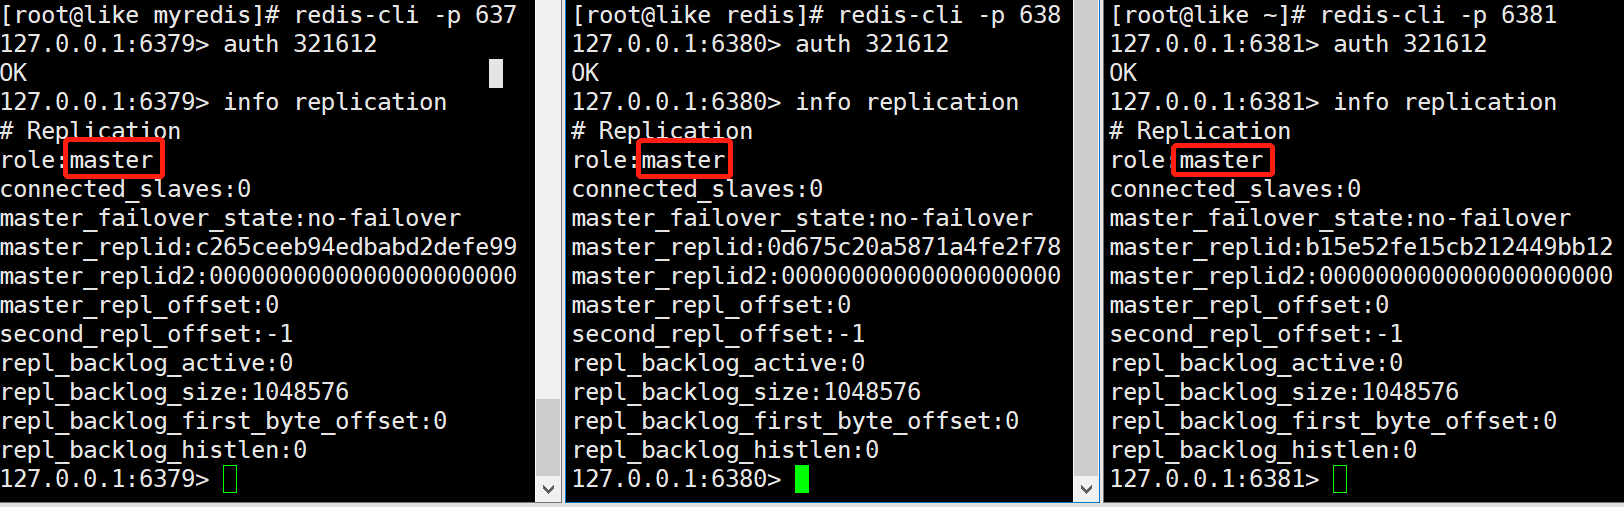 [root@like myredis]# redis-cli -p 637
127.0.0.1:6379> auth 321612
OK
127.0.0.1:6379> info replication
# Replication
role:master
connected_slaves:0
master_failover_state:no-failover
master_replid:c265ceeb94edbabd2defe99
master_replid2:00000000000000000000000
master_repl_offset:0
second_repl_offset:-1
repl_backlog_active:0
repl_backlog_size:1048576
repl_backlog_first_byte_offset:0
repl_backlog_histlen:0
127.0.0.1:6379>
[root@like redis]# redis-cli -p 638
127.0.0.1:6380> auth 321612
OK
127.0.0.1:6380> info replication
# Replication
role:master
connected_slaves:0
master_failover_state:no-failover
master_replid:0d675c20a5871a4fe2f78
master_replid2:00000000000000000000
master_repl_offset:0
second_repl_offset:-1
repl_backlog_active:0
repl_backlog_size:1048576
repl_backlog_first_byte_offset:0
repl_backlog_histlen:0
127.0.0.1:6380>
[root@like ~]# redis-cli -p 6381
127.0.0.1:6381> auth 321612
OK
127.0.0.1:6381> info replication
# Replication
role:master
connected_slaves:0
master_failover_state:no-failover
master_replid:b15e52fe15cb212449bb12
master_replid2:000000000000000000000
master_repl_offset:0
second_repl_offset:-1
repl_backlog_active:0
repl_backlog_size:1048576
repl_backlog_first_byte_offset:0
repl_backlog_histlen:0
127.0.0.1:6381>